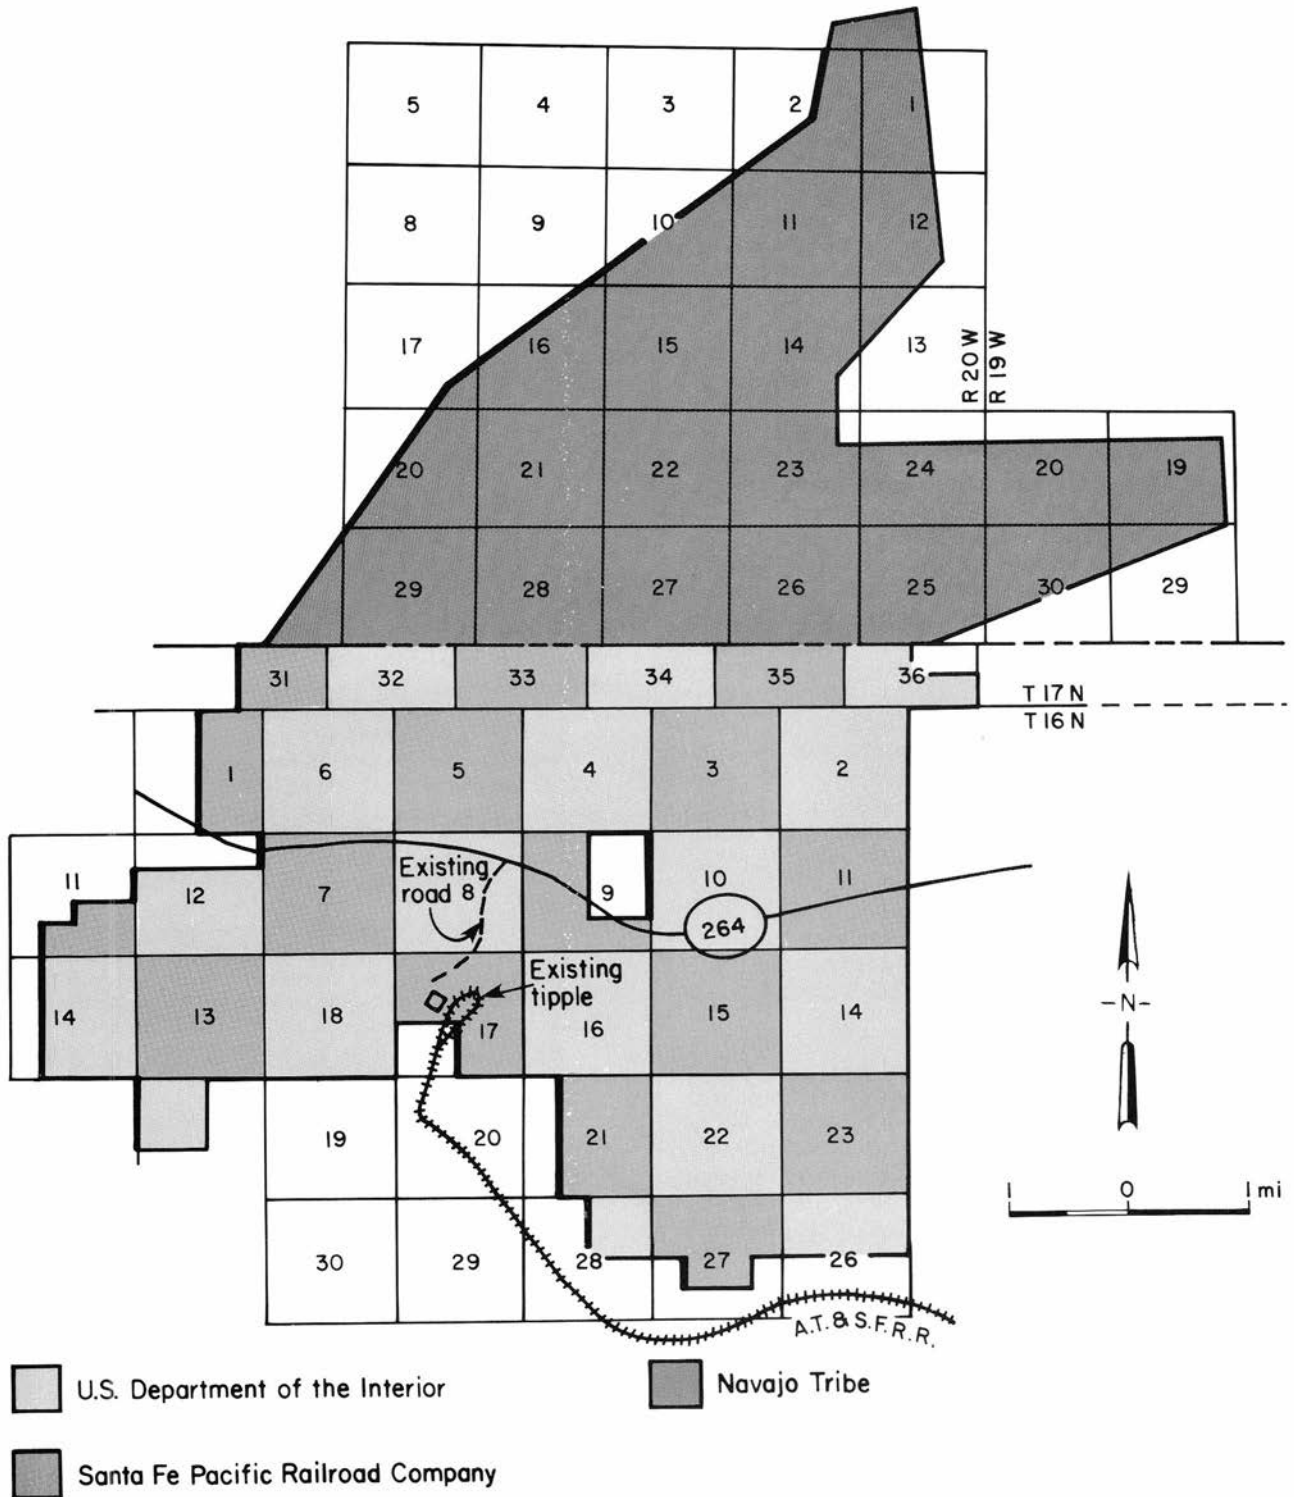 5 4 3 2 1
8 9 10 11 12
17 16 15 14 13
R 20 W
R 19 W
20 21 22 23 24 20 19
29 28 27 26 25 30 29
31 32 33 34 35 36
T 17 N
T 16 N
1 6 5 4 3 2
11 12 7 Existing
road 8 9 10 11
264
14 13 18 Existing
tipple
17 16 15 14
-N-
19 20 21 22 23
1 0 1 mi
30 29 28 27 26
A.T. & S.F.R.R.
U.S. Department of the Interior
Navajo Tribe
Santa Fe Pacific Railroad Company